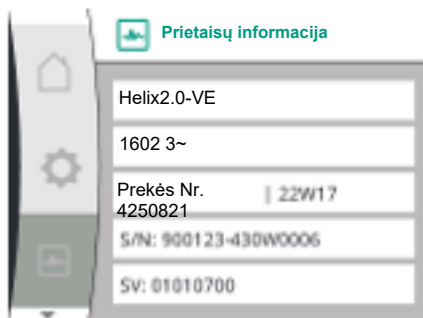 Prietaisų informacija
Helix2.0-VE
1602 3~
Prekės Nr. | 22W17
4250821
S/N: 900123-430W0006
SV: 01010700